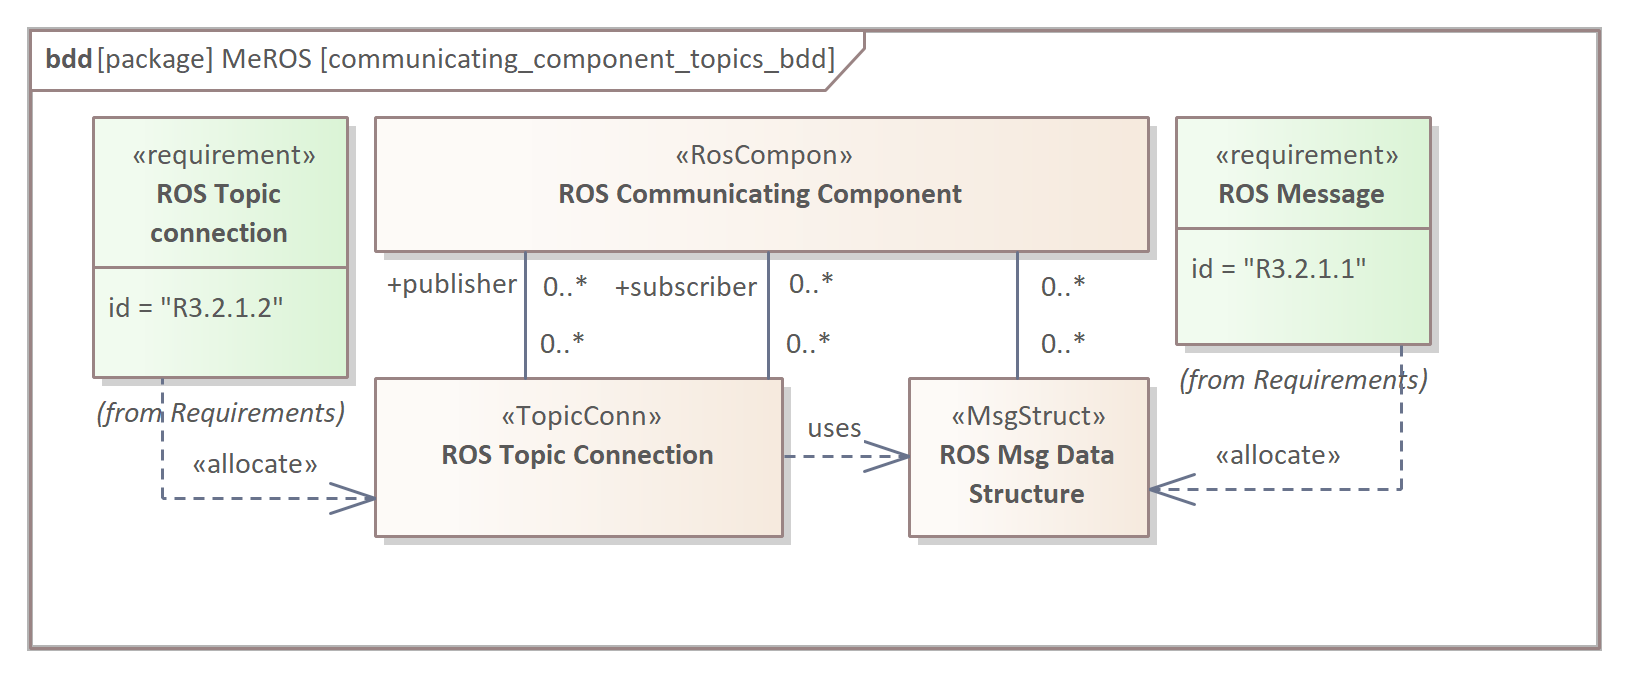 bdd [package] MeROS [communicating_component_topics_bdd]
«requirement»
ROS Topic
connection
id = "R3.2.1.2"
(from Requirements)
«allocate»
«RosCompon»
ROS Communicating Component
+publisher
0..*
+subscriber
0..*
0..*
0..*
0..*
0..*
«TopicConn»
ROS Topic Connection
uses
«MsgStruct»
ROS Msg Data
Structure
«requirement»
ROS Message
id = "R3.2.1.1"
(from Requirements)
«allocate»